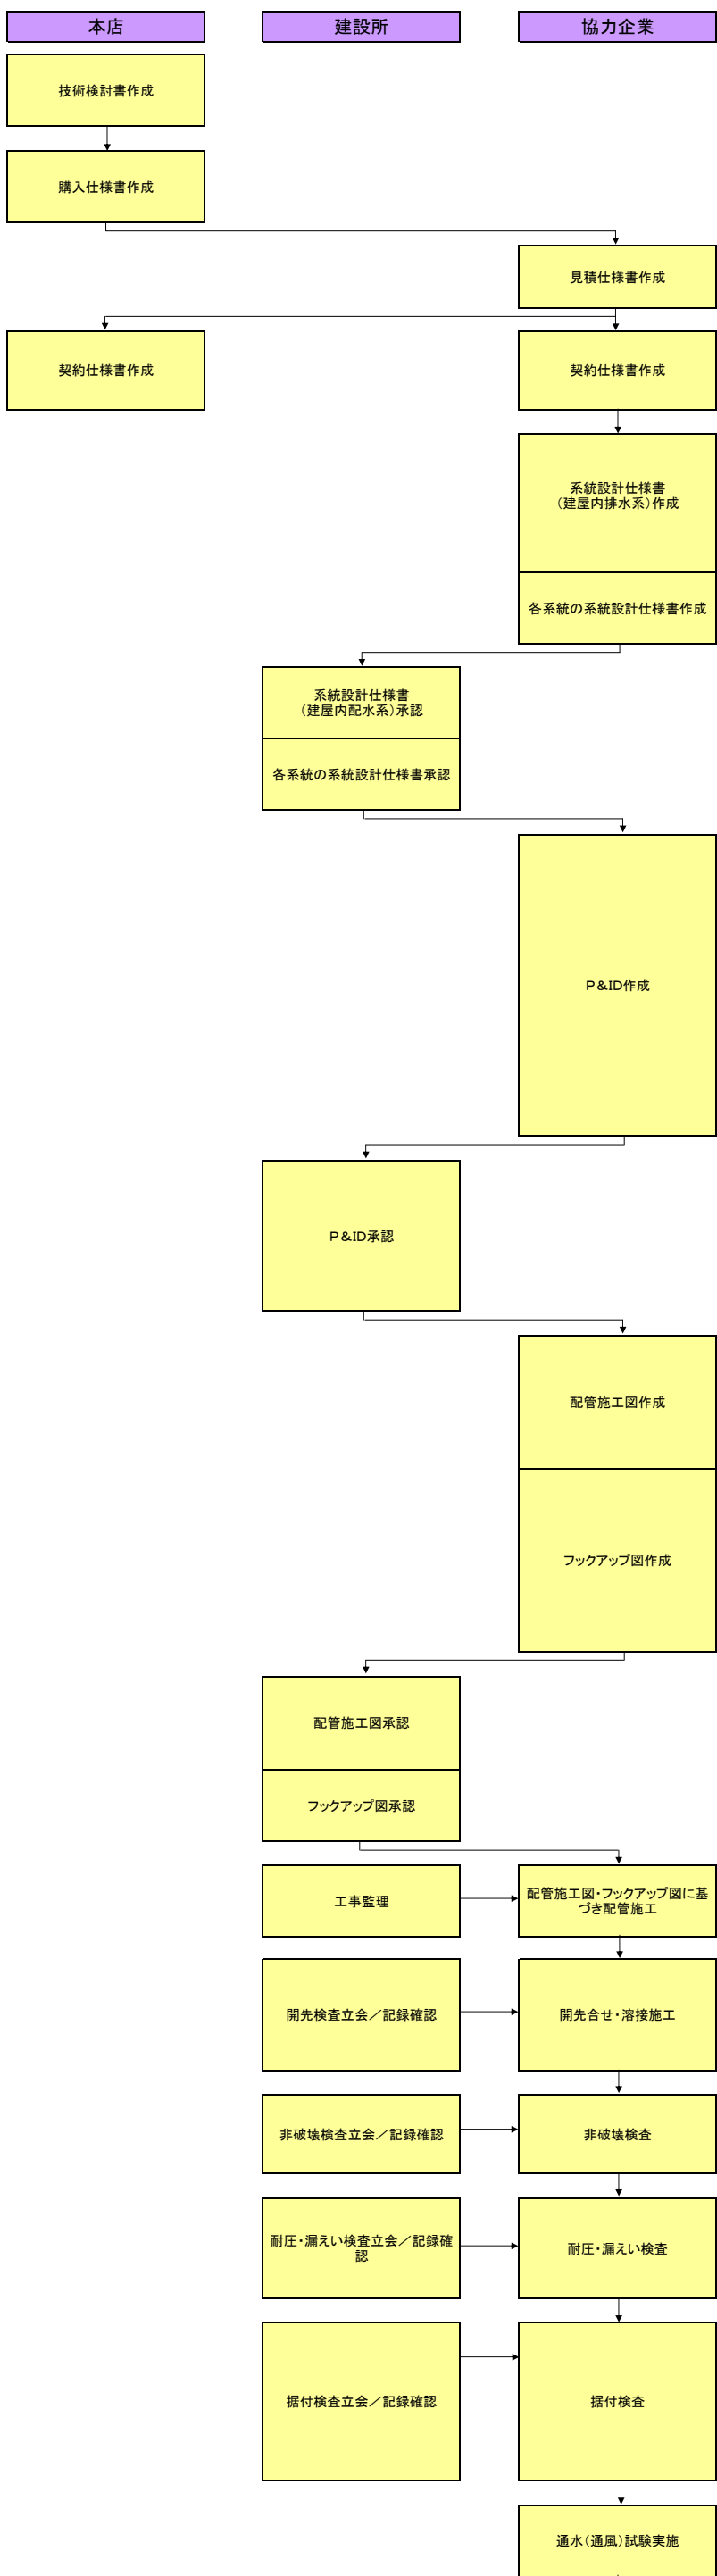 本店
建設所
協力企業
技術検討書作成
購入仕様書作成
見積仕様書作成
契約仕様書作成
契約仕様書作成
系統設計仕様書
(建屋内排水系)作成
各系統の系統設計仕様書作成
系統設計仕様書
(建屋内配水系)承認
各系統の系統設計仕様書承認
P&ID作成
P&ID承認
配管施工図作成
フックアップ図作成
配管施工図承認
フックアップ図承認
工事監理
配管施工図・フックアップ図に基
づき配管施工
開先検査立会/記録確認
開先合せ・溶接施工
非破壊検査立会/記録確認
非破壊検査
耐圧・漏えい検査立会/記録確
認
耐圧・漏えい検査
据付検査立会/記録確認
据付検査
通水(通風)試験実施